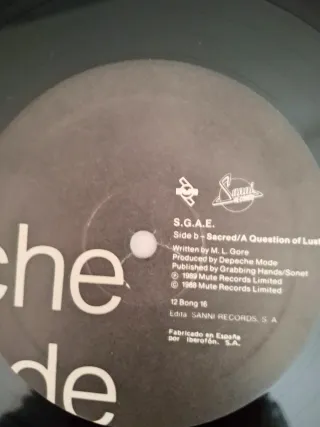 Sanni
RECORDS
S.G.A.E.
Side b - Sacred/A Question of Lust
Written by M. L. Gore
Produced by Depeche Mode
Published by Grabbing Hands/Sonet
℗ 1989 Mute Records Limited
© 1988 Mute Records Limited
12 Bong 16
Edita SANNI RECORDS, S. A.
Fabricado en España
por Iberofón, S.A.
che
de